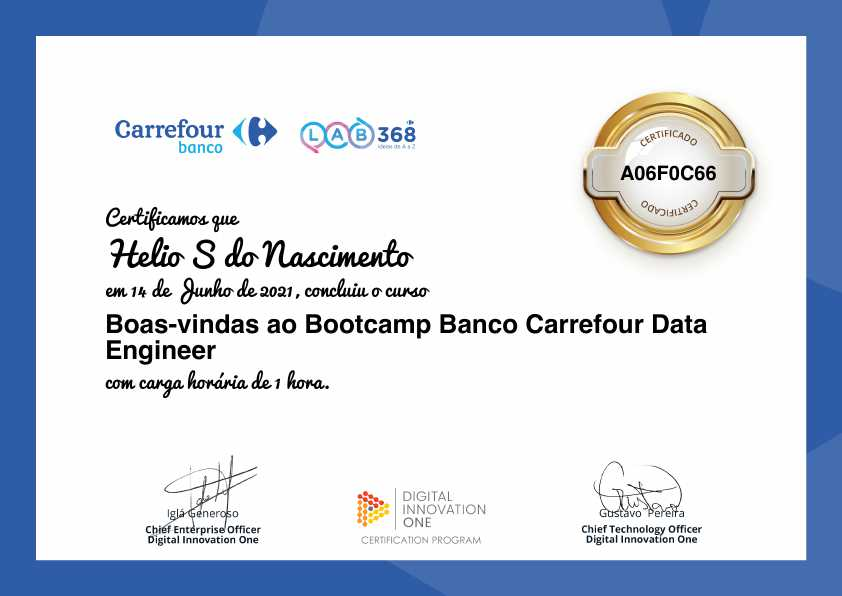 Carrefour
banco
LAB368
ideias de A a Z
CERTIFICADO
A06F0C66
CERTIFICADO
Certificamos que
Helio S do Nascimento
em 14 de Junho de 2021, concluiu o curso
Boas-vindas ao Bootcamp Banco Carrefour Data
Engineer
com carga horária de 1 hora.
Iglá Generoso
Chief Enterprise Officer
Digital Innovation One
DIGITAL
INNOVATION
ONE
CERTIFICATION PROGRAM
Gustavo Pereira
Chief Technology Officer
Digital Innovation One